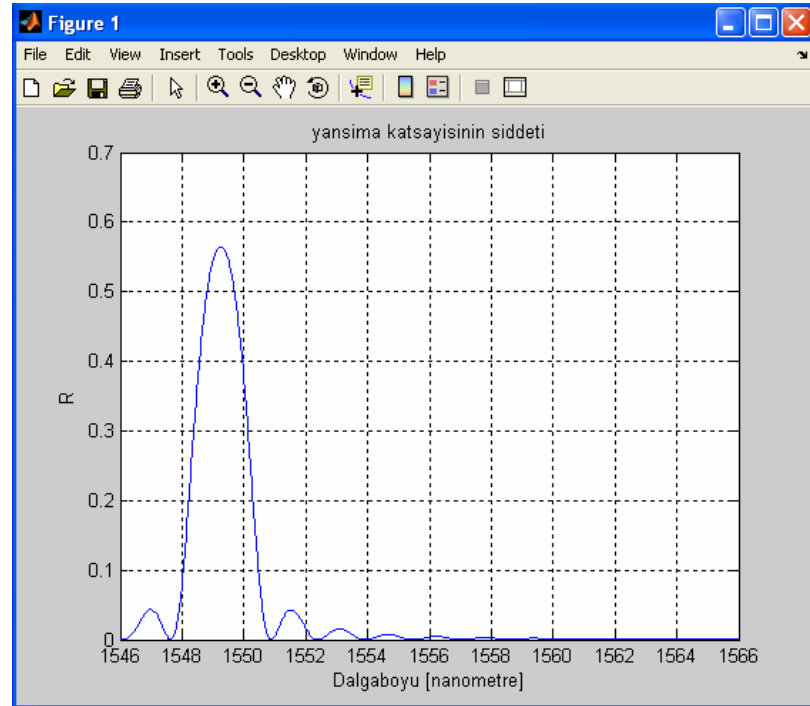 Figure 1
File Edit View Insert Tools Desktop Window Help
yansima katsayisinin siddeti
0.7
0.6
0.5
0.4
0.3
0.2
0.1
0
R
1546 1548 1550 1552 1554 1556 1558 1560 1562 1564 1566
Dalgaboyu [nanometre]